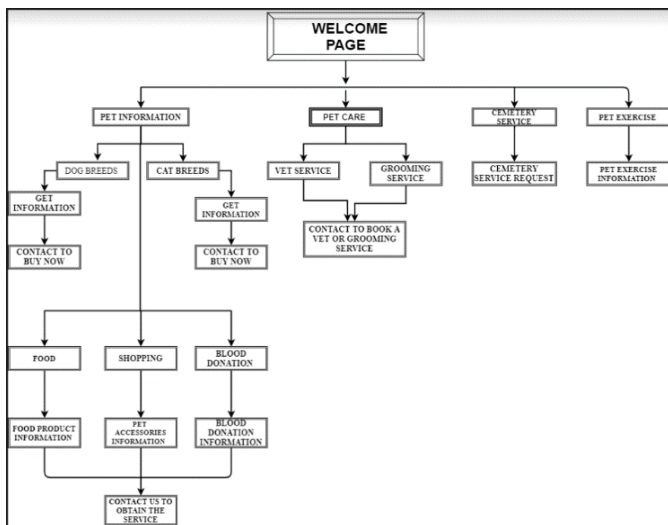 WELCOME
PAGE
PET INFORMATION
PET CARE
CEMETERY
SERVICE
PET EXERCISE
DOG BREEDS
CAT BREEDS
VET SERVICE
GROOMING
SERVICE
CEMETERY
SERVICE REQUEST
PET EXERCISE
INFORMATION
GET
INFORMATION
GET
INFORMATION
CONTACT TO BOOK A
VET OR GROOMING
SERVICE
CONTACT TO
BUY NOW
CONTACT TO
BUY NOW
FOOD
SHOPPING
BLOOD
DONATION
FOOD PRODUCT
INFORMATION
PET
ACCESSORIES
INFORMATION
BLOOD
DONATION
INFORMATION
CONTACT US TO
OBTAIN THE
SERVICE